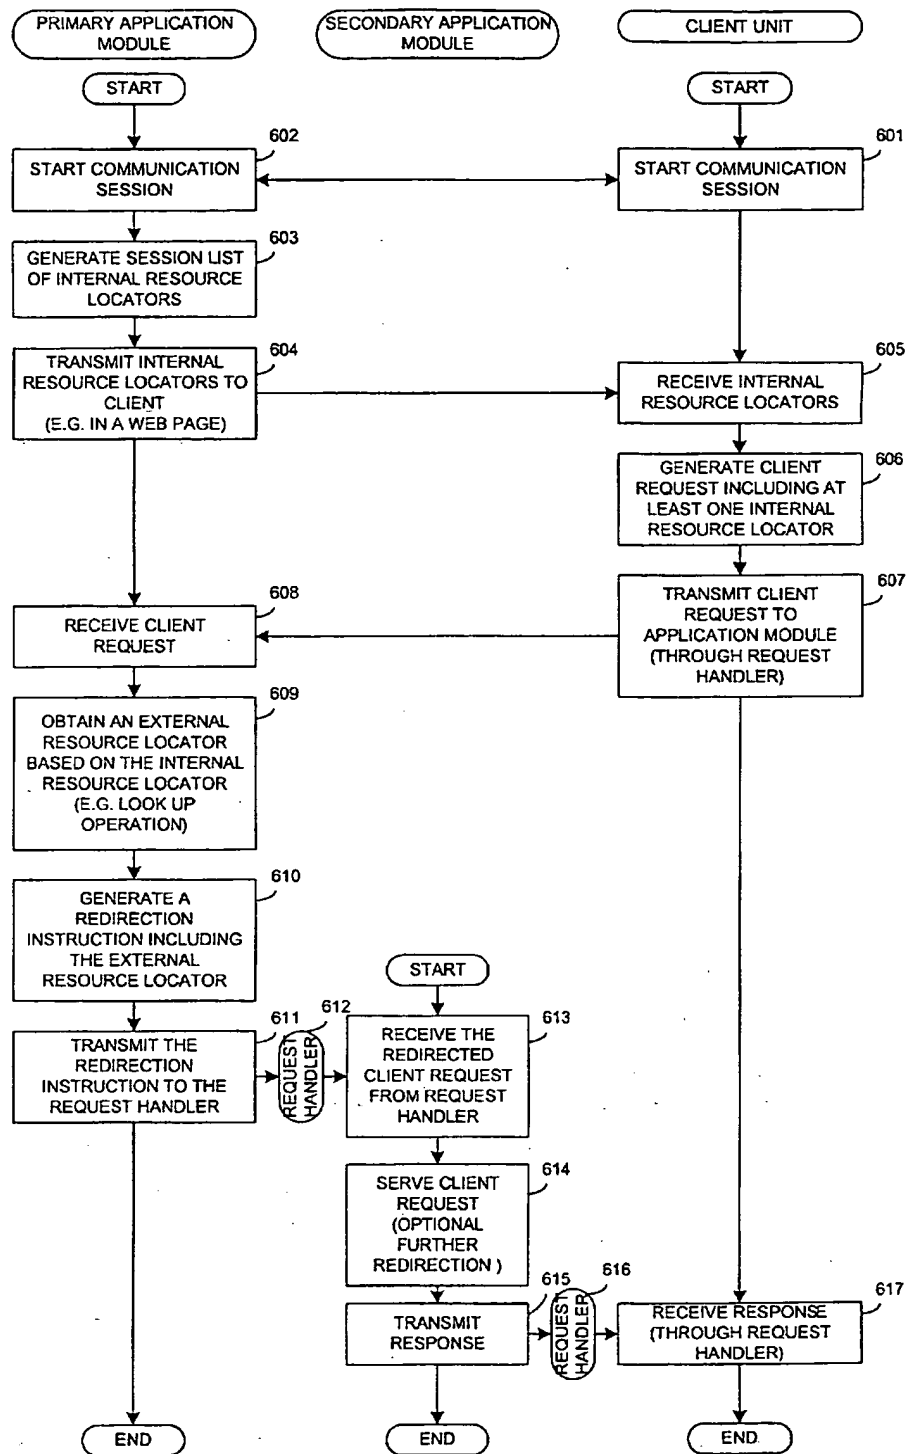 PRIMARY APPLICATION
MODULE
SECONDARY APPLICATION
MODULE
CLIENT UNIT
START
START
602
START COMMUNICATION
SESSION
601
START COMMUNICATION
SESSION
603
GENERATE SESSION LIST
OF INTERNAL RESOURCE
LOCATORS
604
TRANSMIT INTERNAL
RESOURCE LOCATORS TO
CLIENT
(E.G. IN A WEB PAGE)
605
RECEIVE INTERNAL
RESOURCE LOCATORS
606
GENERATE CLIENT
REQUEST INCLUDING AT
LEAST ONE INTERNAL
RESOURCE LOCATOR
607
TRANSMIT CLIENT
REQUEST TO
APPLICATION MODULE
(THROUGH REQUEST
HANDLER)
608
RECEIVE CLIENT
REQUEST
609
OBTAIN AN EXTERNAL
RESOURCE LOCATOR
BASED ON THE INTERNAL
RESOURCE LOCATOR
(E.G. LOOK UP
OPERATION)
610
GENERATE A
REDIRECTION
INSTRUCTION INCLUDING
THE EXTERNAL
RESOURCE LOCATOR
START
611
TRANSMIT THE
REDIRECTION
INSTRUCTION TO THE
REQUEST HANDLER
612
REQUEST
HANDLER
613
RECEIVE THE
REDIRECTED
CLIENT REQUEST
FROM REQUEST
HANDLER
614
SERVE CLIENT
REQUEST
(OPTIONAL
FURTHER
REDIRECTION )
615
TRANSMIT
RESPONSE
616
REQUEST
HANDLER
617
RECEIVE RESPONSE
(THROUGH REQUEST
HANDLER)
END
END
END